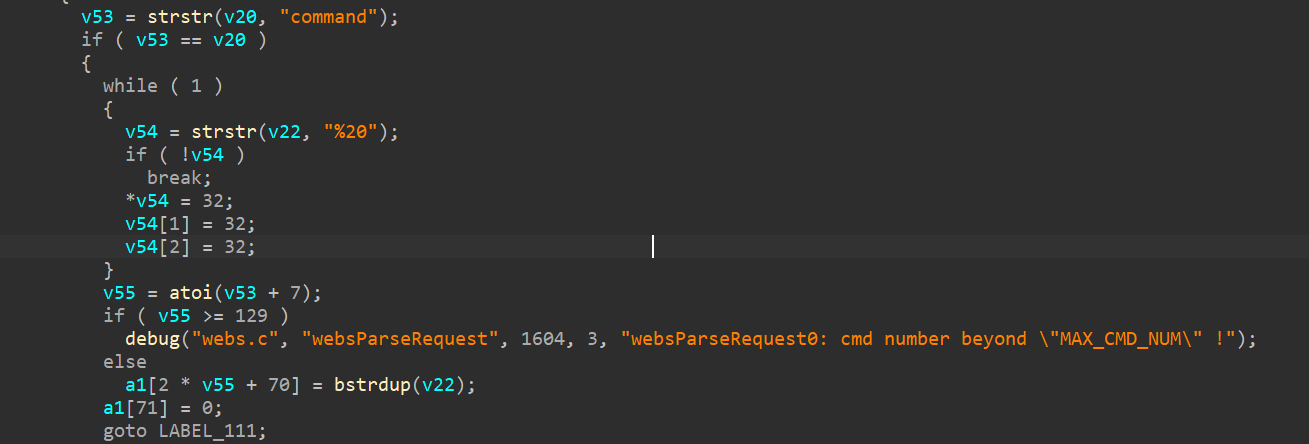 {
v53 = strstr(v20, "command");
if ( v53 == v20 )
{
while ( 1 )
{
v54 = strstr(v22, "%20");
if ( !v54 )
break;
*v54 = 32;
v54[1] = 32;
v54[2] = 32;
}
v55 = atoi(v53 + 7);
if ( v55 >= 129 )
debug("webs.c", "websParseRequest", 1604, 3, "websParseRequest0: cmd number beyond \"MAX_CMD_NUM\" !");
else
a1[2 * v55 + 70] = bstrdup(v22);
a1[71] = 0;
goto LABEL_111;